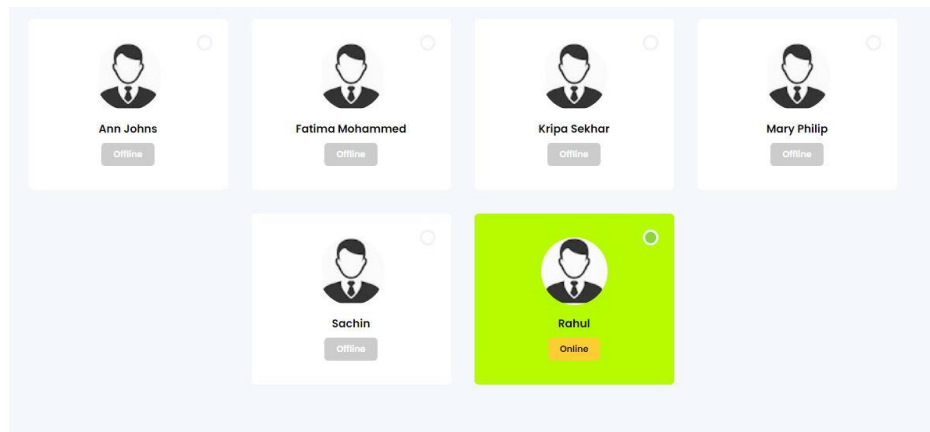 Ann Johns
Offline
Fatima Mohammed
Offline
Kripa Sekhar
Offline
Mary Philip
Offline
Sachin
Offline
Rahul
Online